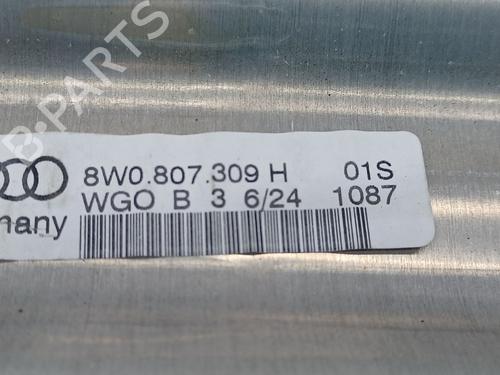 B-PARTS
8W0.807.309 H 01S
WGO B 3 6/24 1087
many